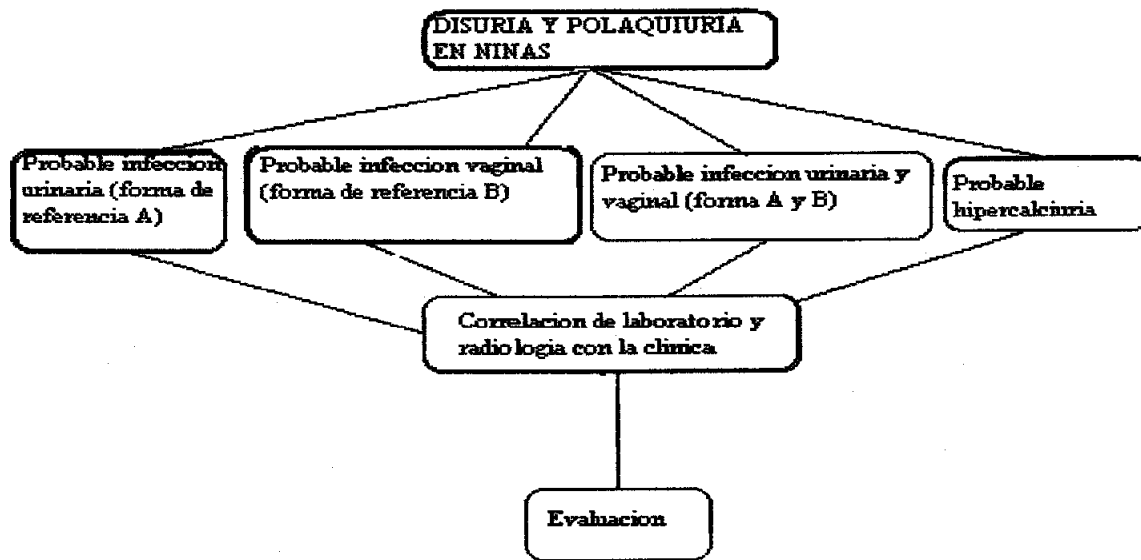 DISURIA Y POLAQUIURIA
EN NINAS
Probable infeccion
urinaria (forma de
referencia A)
Probable infeccion vaginal
(forma de referencia B)
Probable infeccion urinaria y
vaginal (forma A y B)
Probable
hipercalciuria
Correlacion de laboratorio y
radiologia con la clinica
Evaluacion